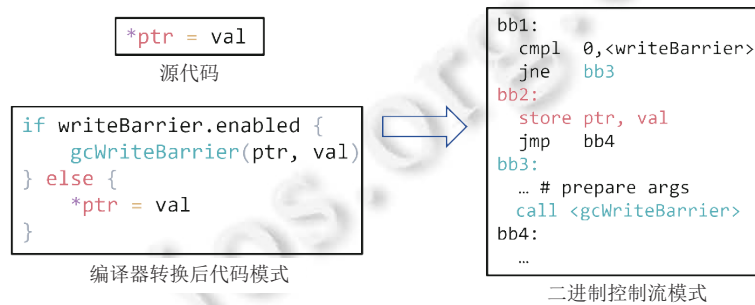 *ptr = val
源代码
if writeBarrier.enabled {
    gcWriteBarrier(ptr, val)
} else {
    *ptr = val
}
编译器转换后代码模式
bb1:
  cmpl  0,<writeBarrier>
  jne   bb3
bb2:
  store ptr, val
  jmp   bb4
bb3:
  … # prepare args
  call <gcWriteBarrier>
bb4:
  …
二进制控制流模式